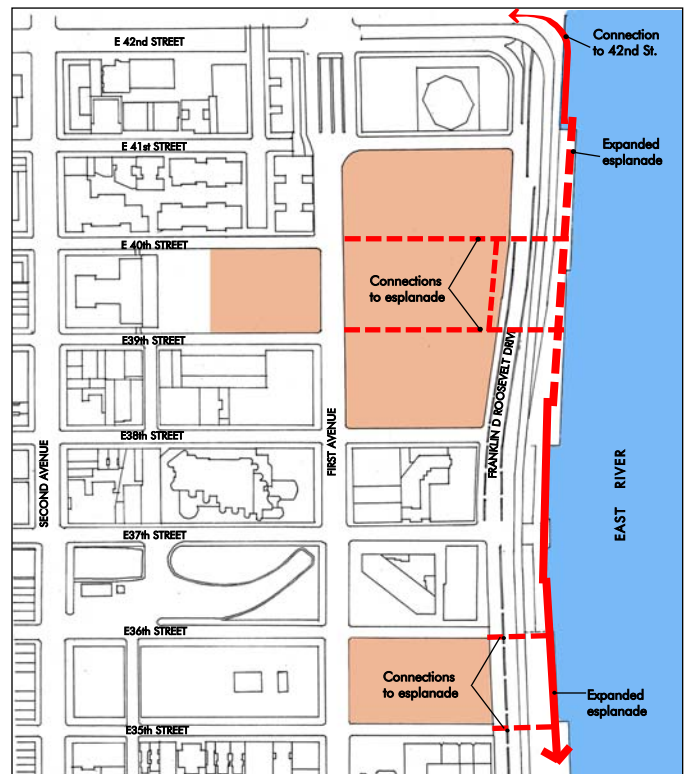 E 42nd STREET
Connection
to 42nd St.
E 41st STREET
Expanded
esplanade
E 40th STREET
Connections
to esplanade
E39th STREET
FRANKLIN D ROOSEVELT DRIVE
E38th STREET
SECOND AVENUE
FIRST AVENUE
EAST RIVER
E37th STREET
E36th STREET
Connections
to esplanade
Expanded
esplanade
E35th STREET